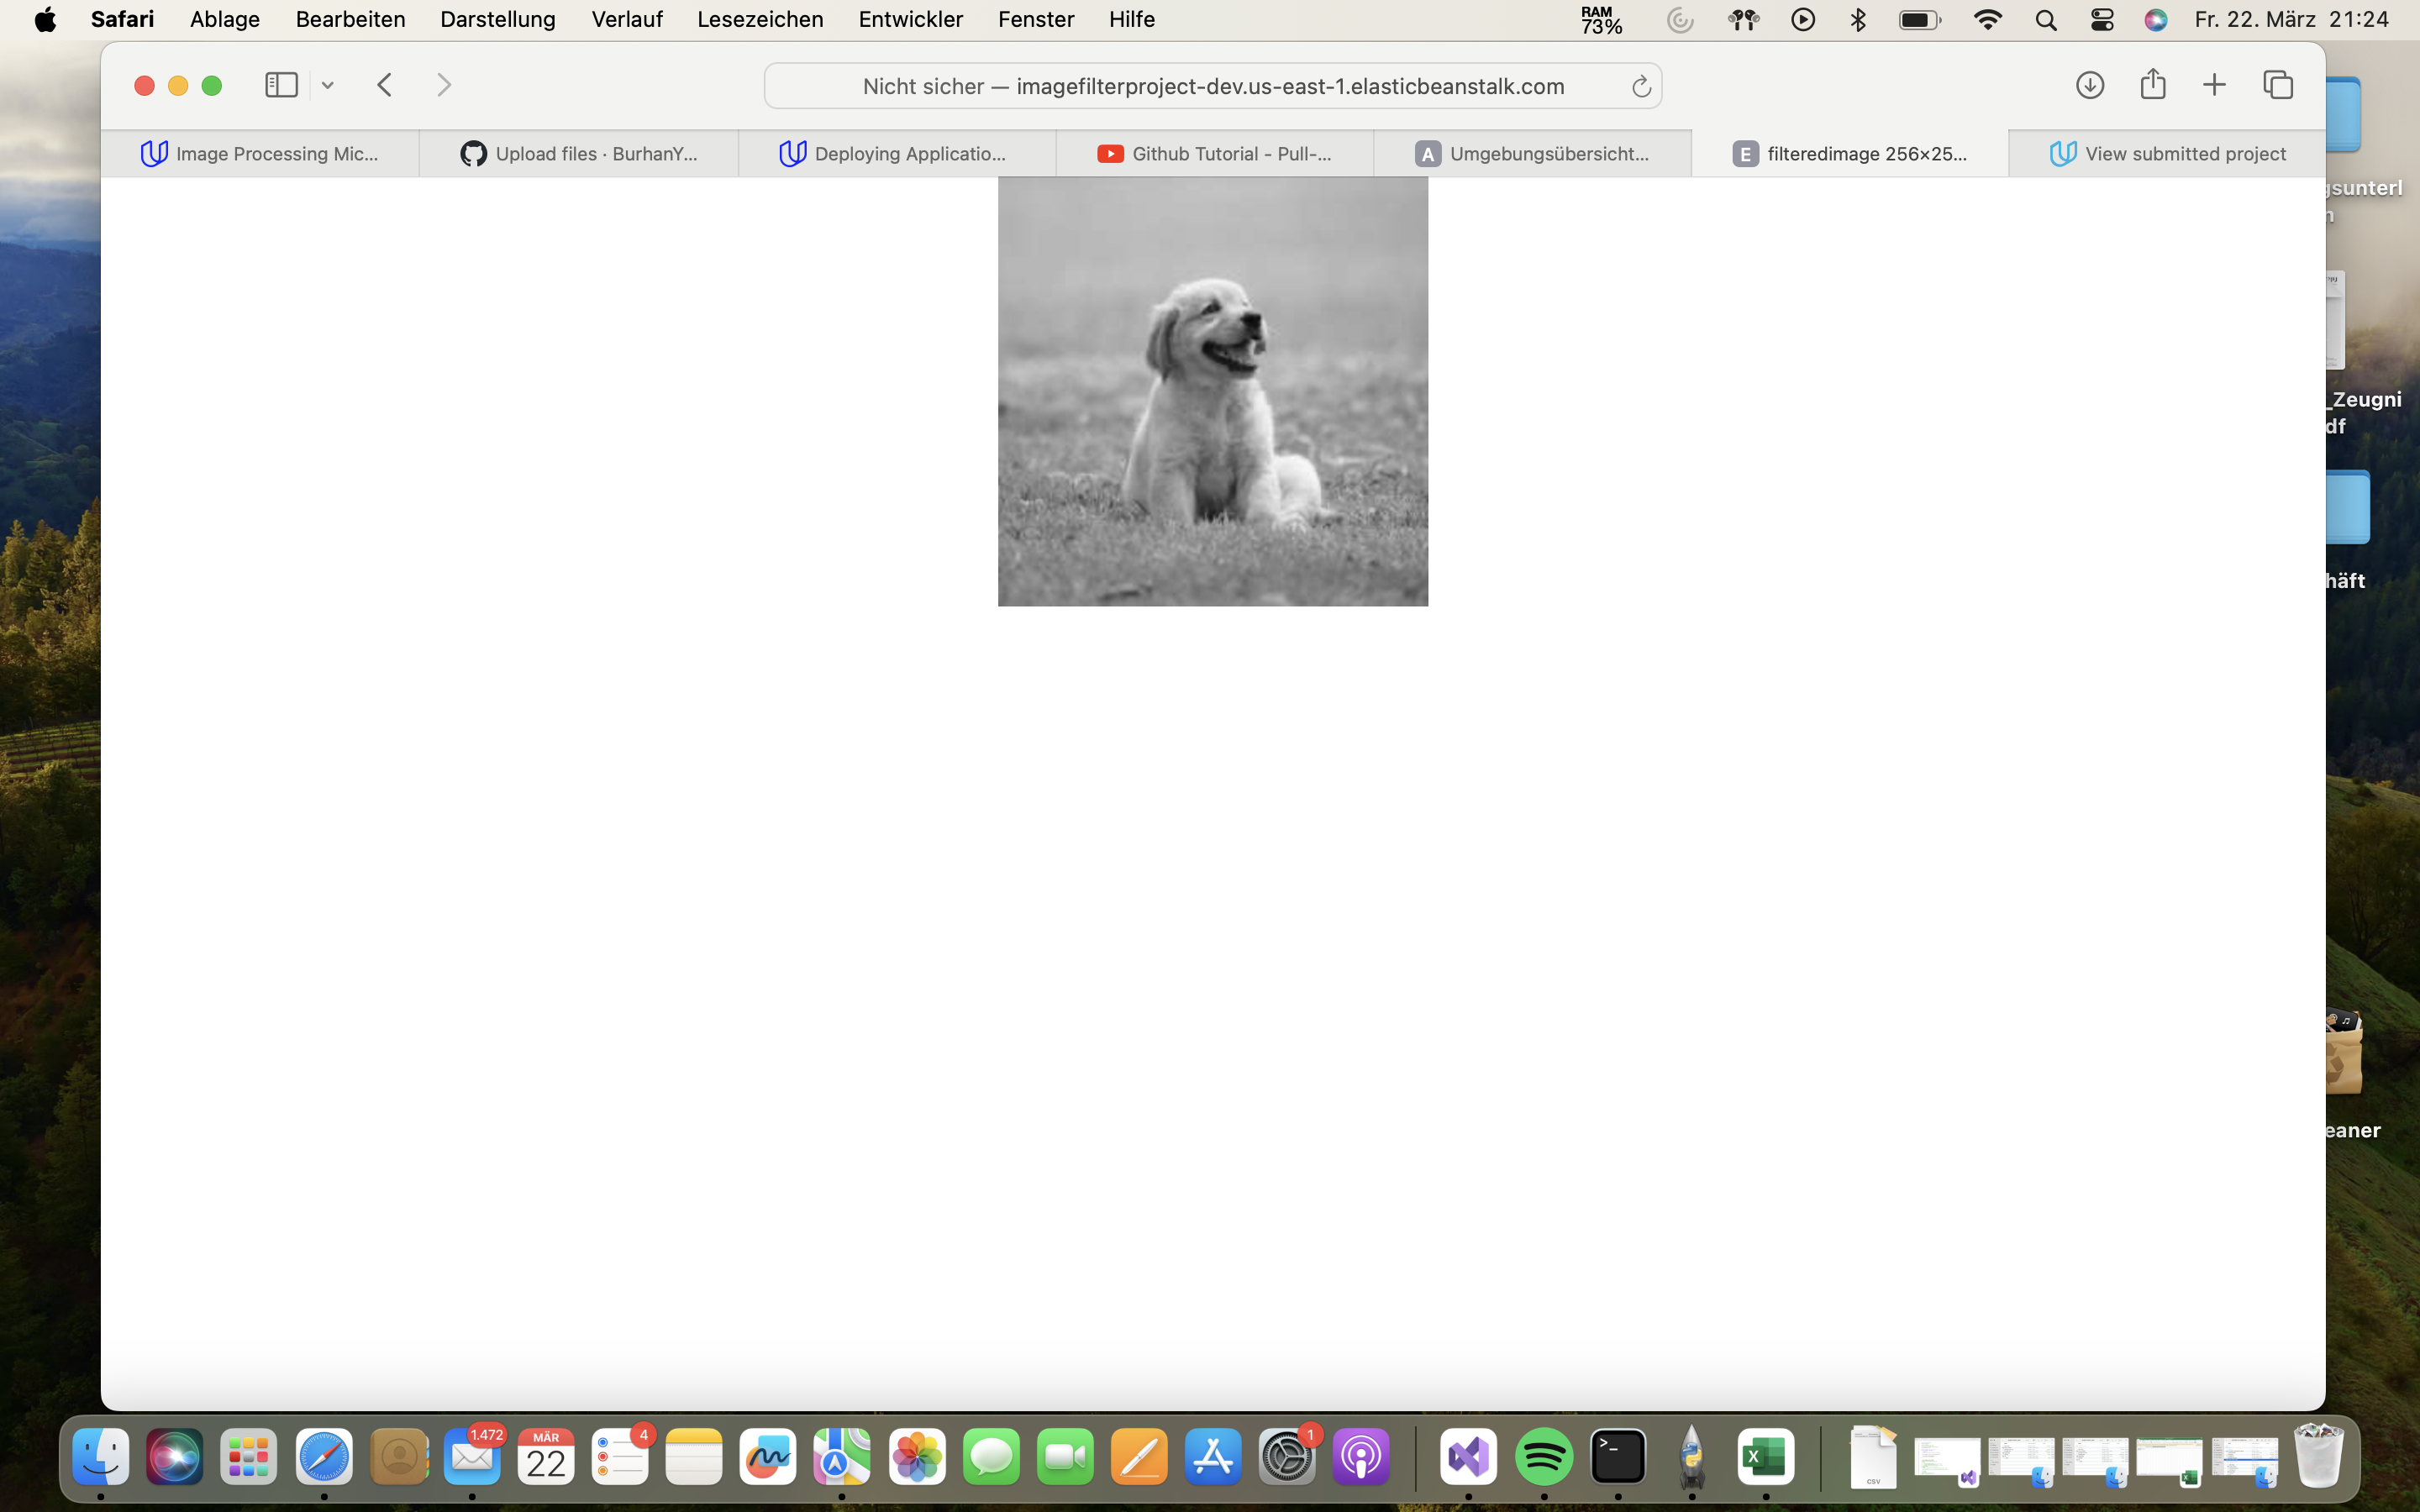 Safari Ablage Bearbeiten Darstellung Verlauf Lesezeichen Entwickler Fenster Hilfe RAM 73% Fr. 22. März 21:24
Nicht sicher — imagefilterproject-dev.us-east-1.elasticbeanstalk.com
Image Processing Mic... Upload files · BurhanY... Deploying Applicatio... Github Tutorial - Pull-... A Umgebungsübersicht... E filteredimage 256×25... View submitted project
gsunterl
n
_Zeugni
df
häft
eaner
1.472 MÄR 22 4 1 >_ X CSV